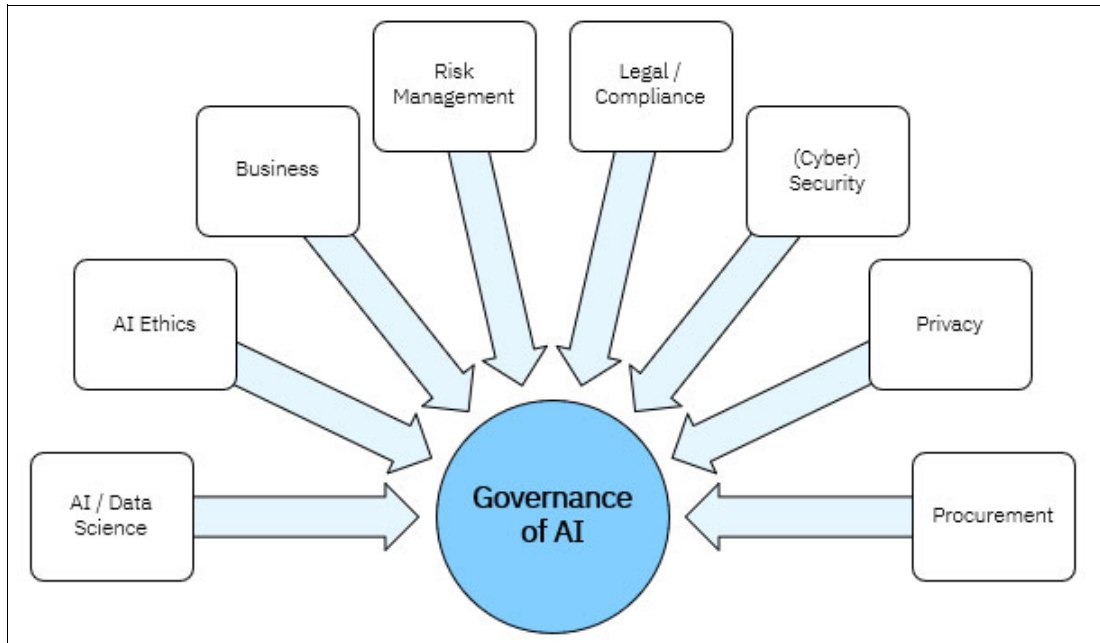 Risk
Management
Legal /
Compliance
Business
(Cyber)
Security
AI Ethics
Privacy
AI / Data
Science
Governance
of AI
Procurement